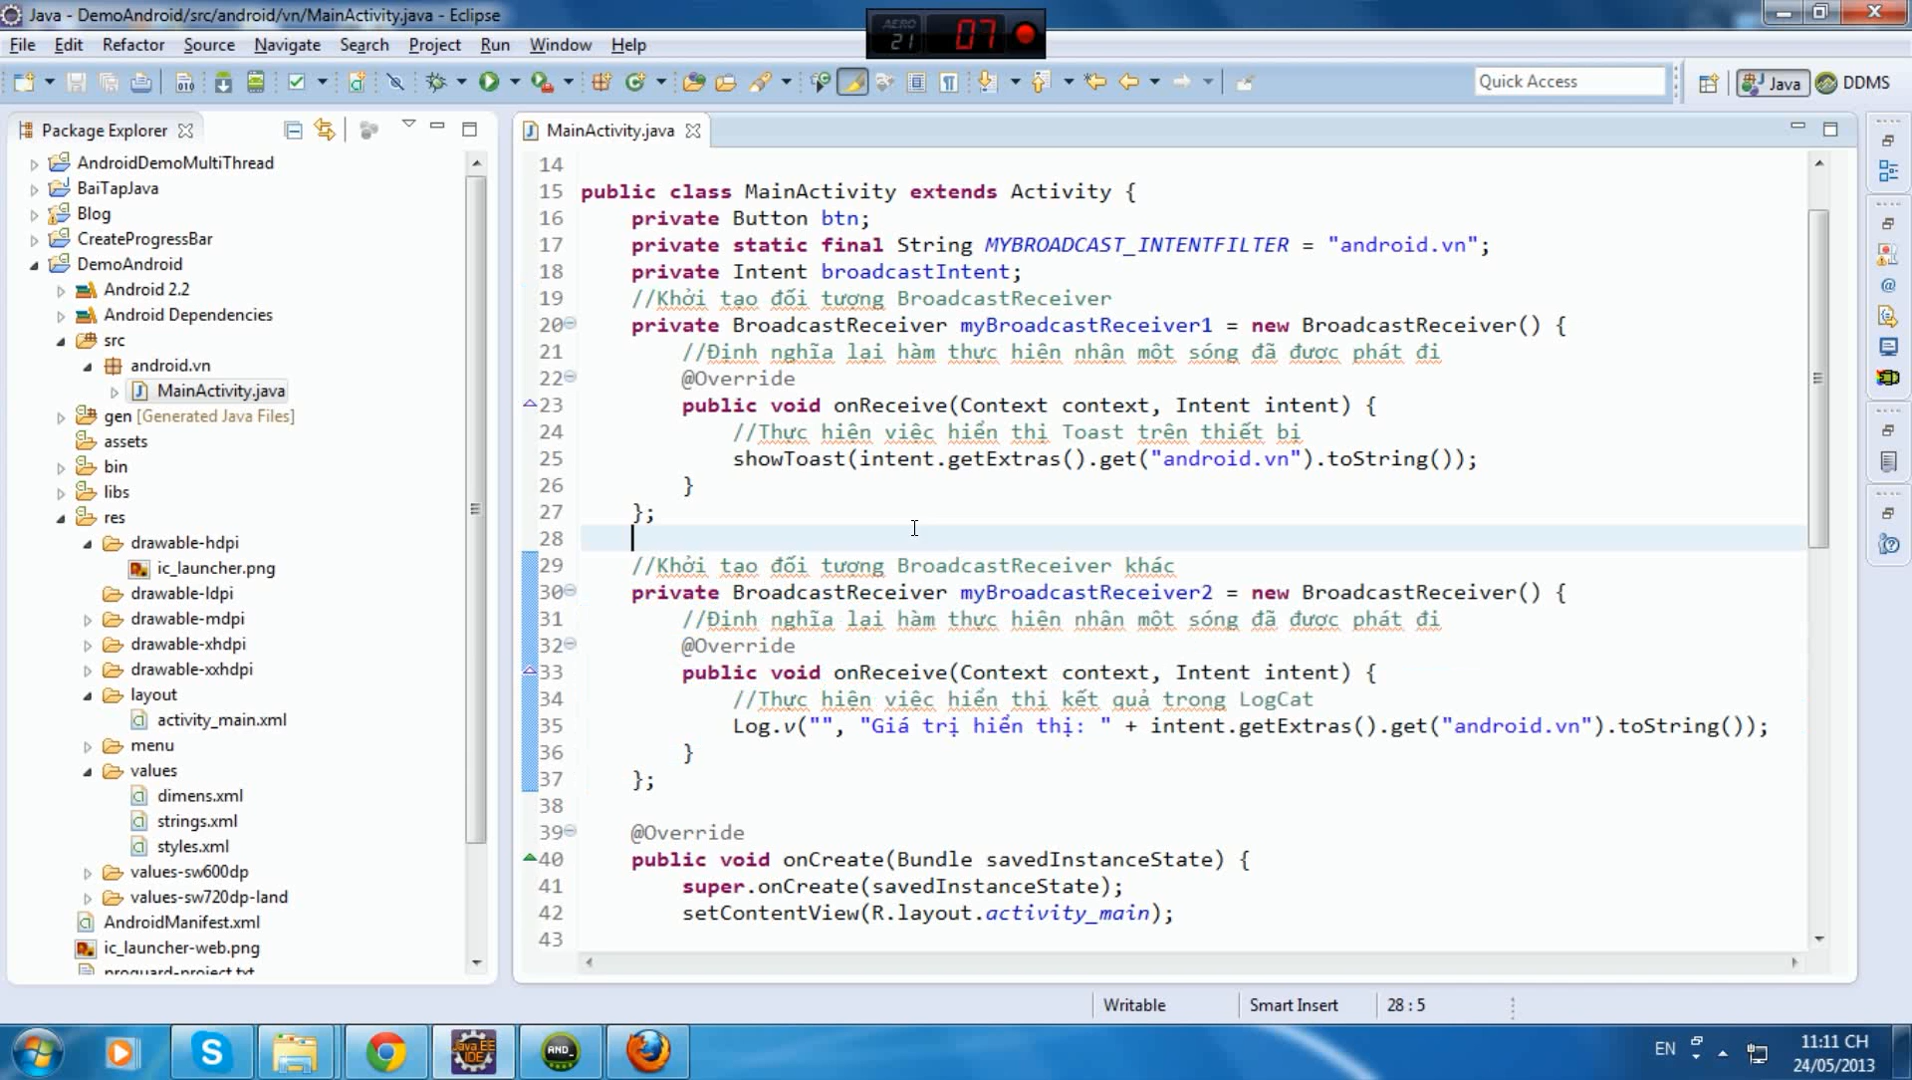 Java - DemoAndroid/src/android/vn/MainActivity.java - Eclipse
AERO
21
07
File Edit Refactor Source Navigate Search Project Run Window Help
Quick Access
Java
DDMS
Package Explorer
AndroidDemoMultiThread
BaiTapJava
Blog
CreateProgressBar
DemoAndroid
Android 2.2
Android Dependencies
src
android.vn
MainActivity.java
gen [Generated Java Files]
assets
bin
libs
res
drawable-hdpi
ic_launcher.png
drawable-ldpi
drawable-mdpi
drawable-xhdpi
drawable-xxhdpi
layout
activity_main.xml
menu
values
dimens.xml
strings.xml
styles.xml
values-sw600dp
values-sw720dp-land
AndroidManifest.xml
ic_launcher-web.png
proguard-project.txt
MainActivity.java
14
15 public class MainActivity extends Activity {
16 private Button btn;
17 private static final String MYBROADCAST_INTENTFILTER = "android.vn";
18 private Intent broadcastIntent;
19 //Khởi tạo đối tượng BroadcastReceiver
20 private BroadcastReceiver myBroadcastReceiver1 = new BroadcastReceiver() {
21 //Định nghĩa lại hàm thực hiện nhận một sóng đã được phát đi
22 @Override
23 public void onReceive(Context context, Intent intent) {
24 //Thực hiện việc hiển thị Toast trên thiết bị
25 showToast(intent.getExtras().get("android.vn").toString());
26 }
27 };
28
29 //Khởi tạo đối tượng BroadcastReceiver khác
30 private BroadcastReceiver myBroadcastReceiver2 = new BroadcastReceiver() {
31 //Định nghĩa lại hàm thực hiện nhận một sóng đã được phát đi
32 @Override
33 public void onReceive(Context context, Intent intent) {
34 //Thực hiện việc hiển thị kết quả trong LogCat
35 Log.v("", "Giá trị hiển thị: " + intent.getExtras().get("android.vn").toString());
36 }
37 };
38
39 @Override
40 public void onCreate(Bundle savedInstanceState) {
41 super.onCreate(savedInstanceState);
42 setContentView(R.layout.activity_main);
43
Writable Smart Insert 28 : 5
Java EE
IDE
AND_
EN
11:11 CH
24/05/2013